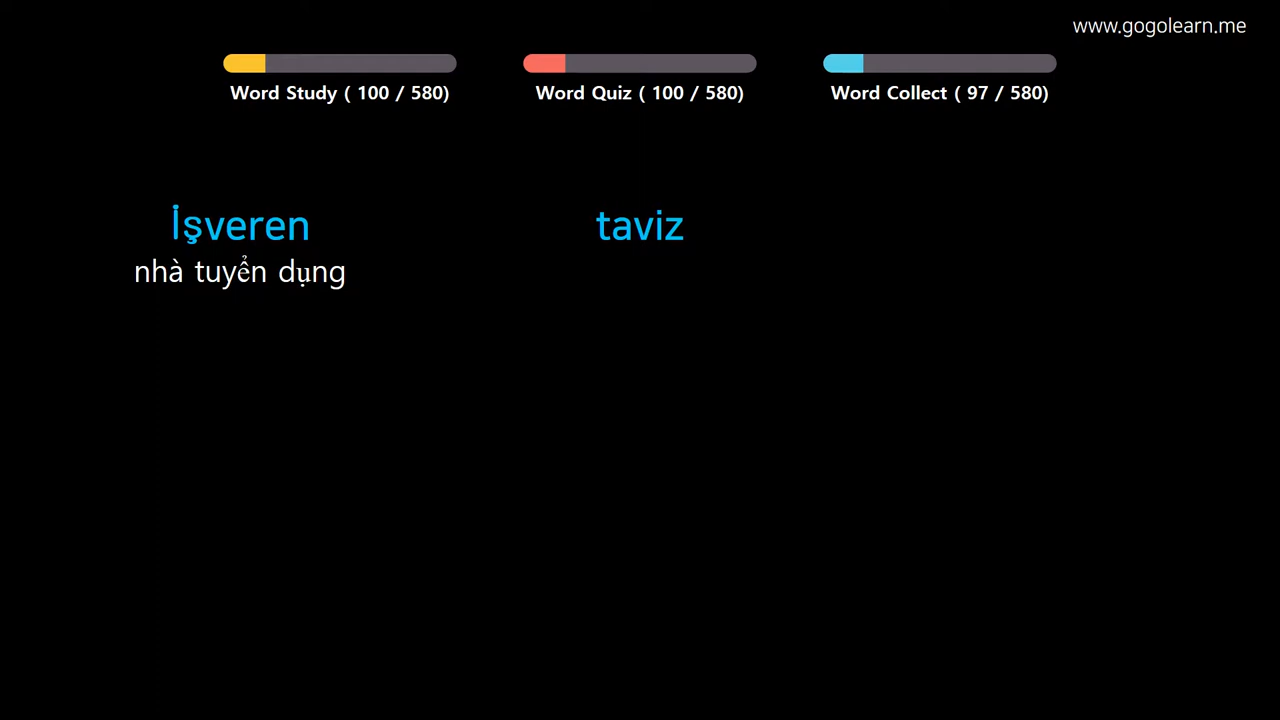 www.gogolearn.me
Word Study ( 100 / 580)
Word Quiz ( 100 / 580)
Word Collect ( 97 / 580)
İşveren
taviz
nhà tuyển dụng